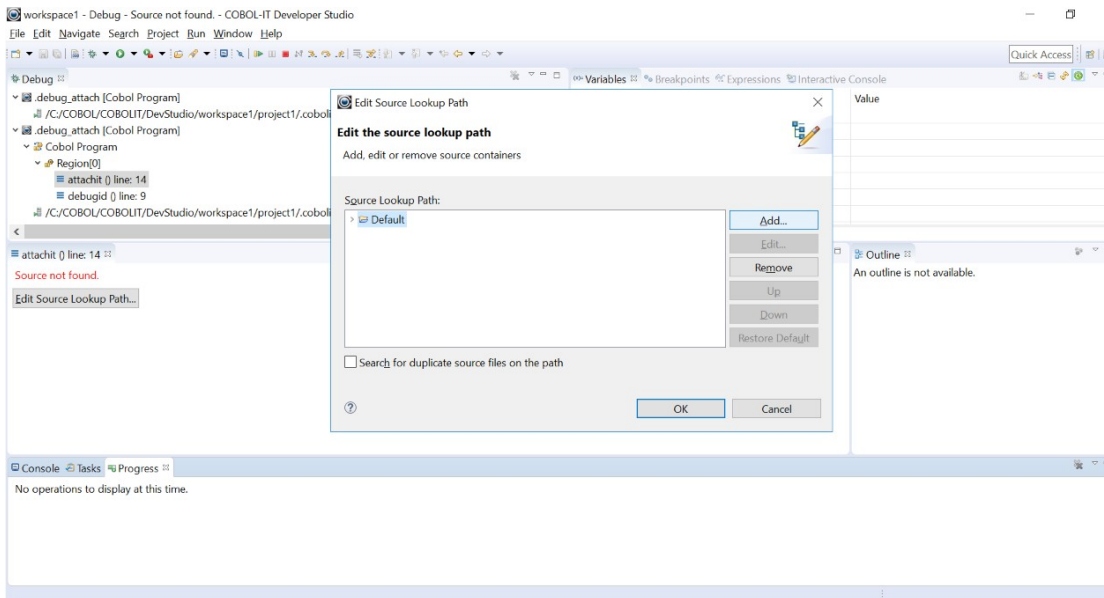 workspace1 - Debug - Source not found. - COBOL-IT Developer Studio
File Edit Navigate Search Project Run Window Help
Quick Access
Debug
Variables Breakpoints Expressions Interactive Console
.debug_attach [Cobol Program]
/C:/COBOL/COBOLIT/DevStudio/workspace1/project1/.coboli
.debug_attach [Cobol Program]
Cobol Program
Region[0]
attachit () line: 14
debugid () line: 9
/C:/COBOL/COBOLIT/DevStudio/workspace1/project1/.coboli
Value
Edit Source Lookup Path
Edit the source lookup path
Add, edit or remove source containers
Source Lookup Path:
Default
Add...
Edit...
Remove
Up
Down
Restore Default
Search for duplicate source files on the path
OK
Cancel
attachit () line: 14
Source not found.
Edit Source Lookup Path...
Outline
An outline is not available.
Console Tasks Progress
No operations to display at this time.